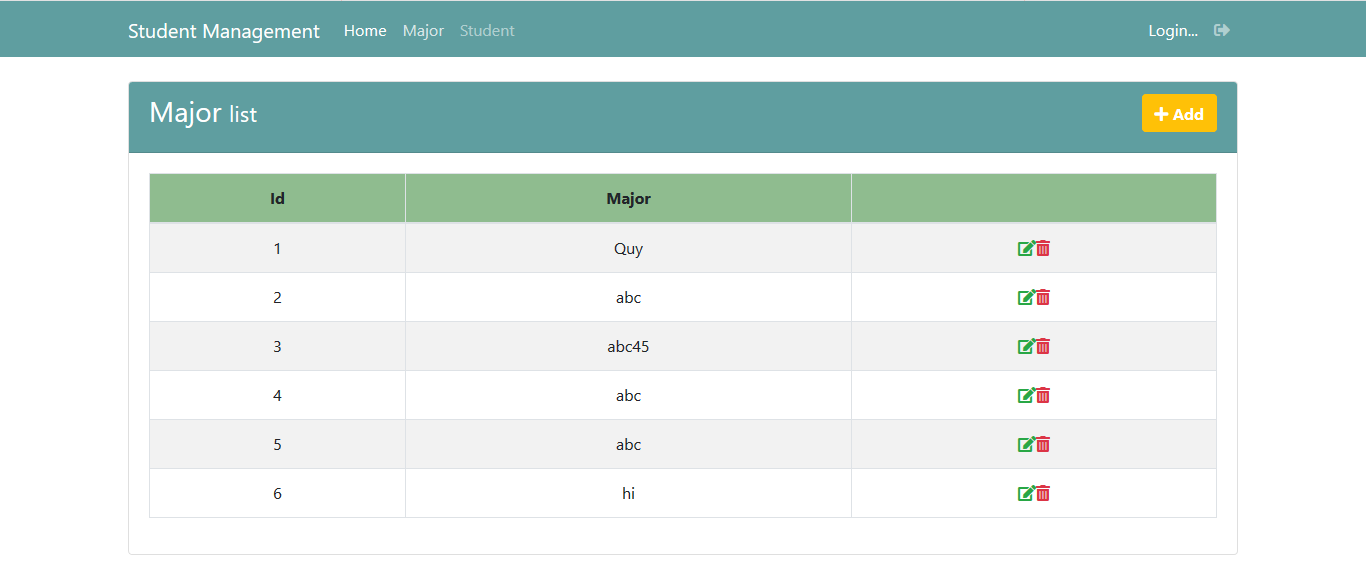 Student Management Home Major Student Login...
Major list + Add
Id Major
1 Quy
2 abc
3 abc45
4 abc
5 abc
6 hi